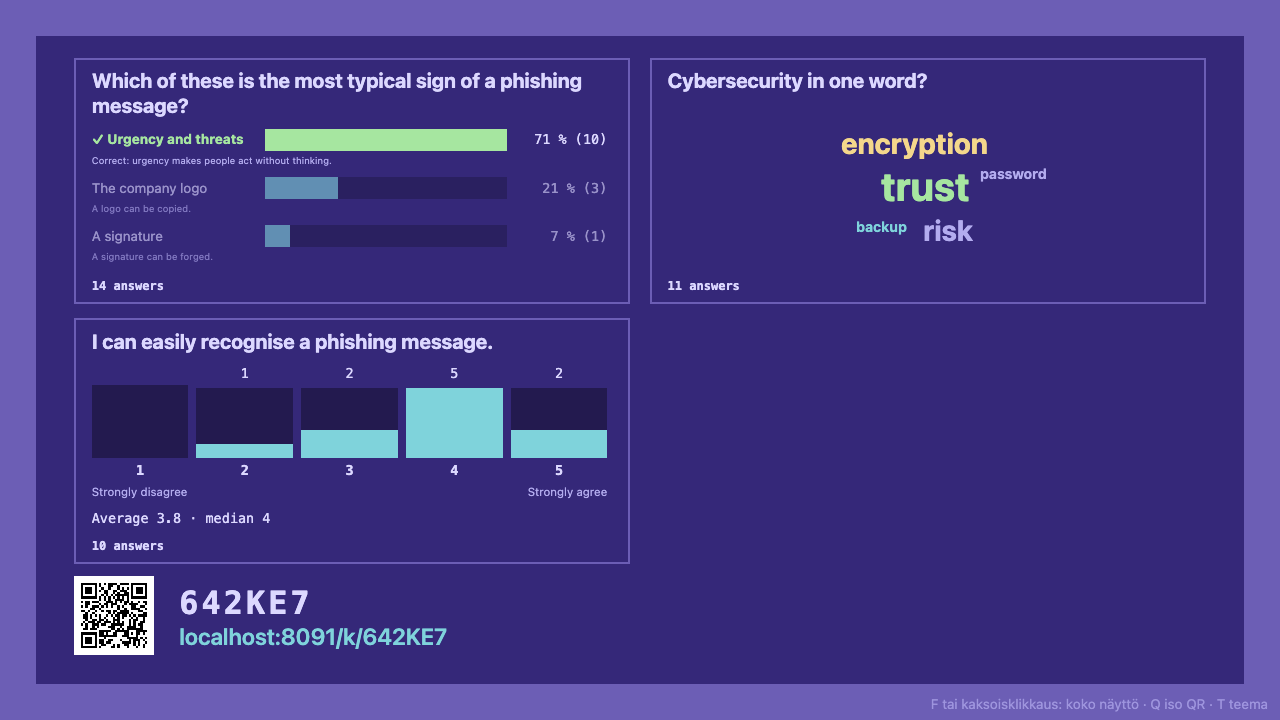 Which of these is the most typical sign of a phishing
message?
✓ Urgency and threats 71 % (10)
Correct: urgency makes people act without thinking.
The company logo 21 % (3)
A logo can be copied.
A signature 7 % (1)
A signature can be forged.
14 answers
Cybersecurity in one word?
encryption
trust password
backup risk
11 answers
I can easily recognise a phishing message.
1 2 5 2
1 2 3 4 5
Strongly disagree Strongly agree
Average 3.8 · median 4
10 answers
642KE7
localhost:8091/k/642KE7
F tai kaksoisklikkaus: koko näyttö · Q iso QR · T teema